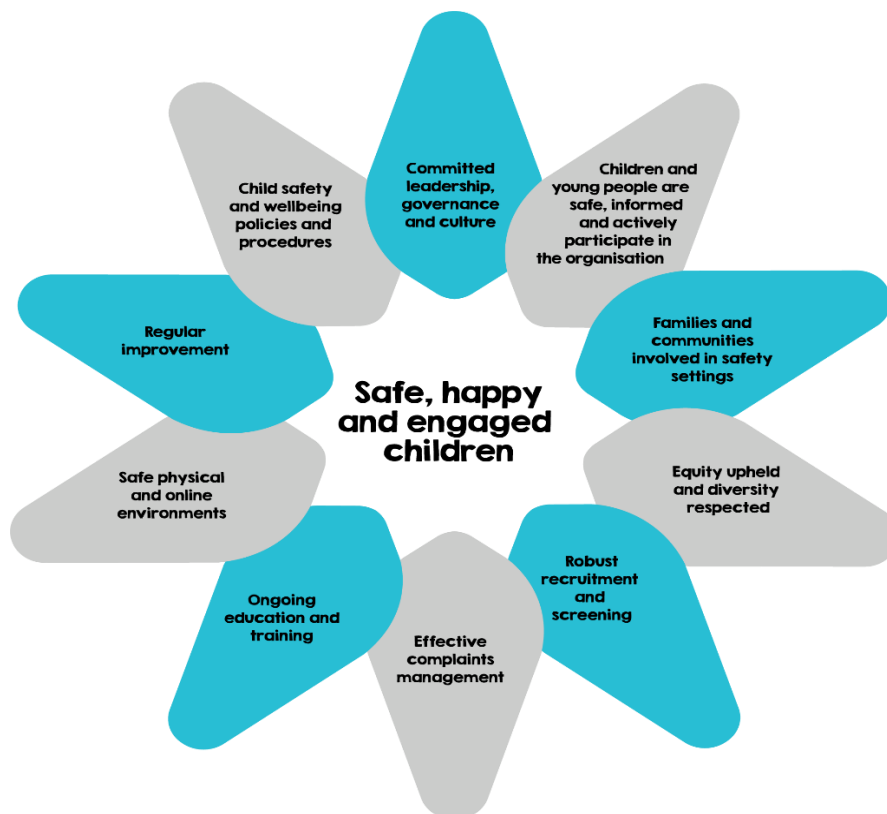 Committed
leadership,
governance
and culture
Children and
young people are
safe, informed
and actively
participate in
the organisation
Families and
communities
involved in safety
settings
Equity upheld
and diversity
respected
Robust
recruitment
and
screening
Effective
complaints
management
Ongoing
education and
training
Safe physical
and online
environments
Regular
improvement
Child safety
and wellbeing
policies and
procedures
Safe, happy
and engaged
children